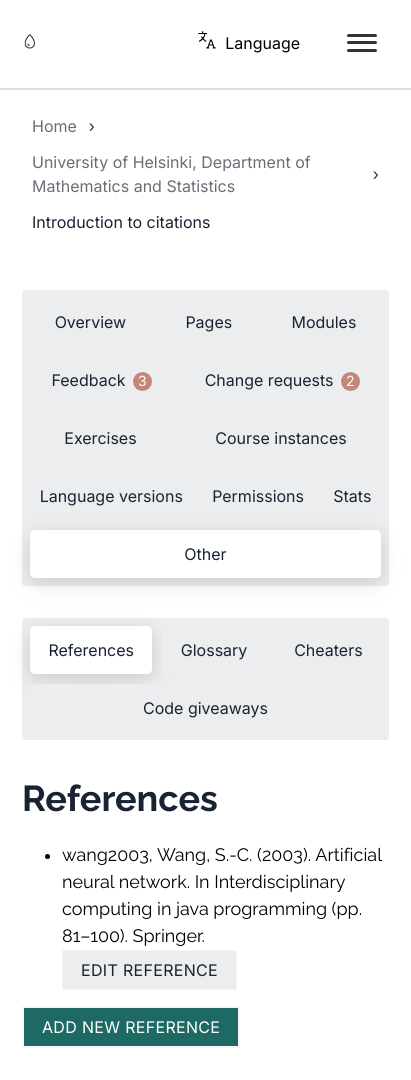 Language
Home ›
University of Helsinki, Department of
Mathematics and Statistics ›
Introduction to citations
Overview Pages Modules
Feedback 3 Change requests 2
Exercises Course instances
Language versions Permissions Stats
Other
References Glossary Cheaters
Code giveaways
References
• wang2003, Wang, S.-C. (2003). Artificial
neural network. In Interdisciplinary
computing in java programming (pp.
81–100). Springer.
EDIT REFERENCE
ADD NEW REFERENCE